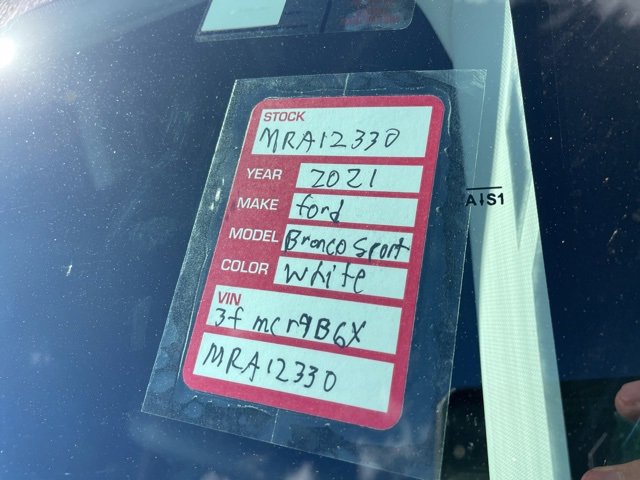 STOCK
MRA12330
YEAR 2021
MAKE ford
MODEL Bronco sport
COLOR white
VIN
3f mcr9B6X
MRA12330
AIS1